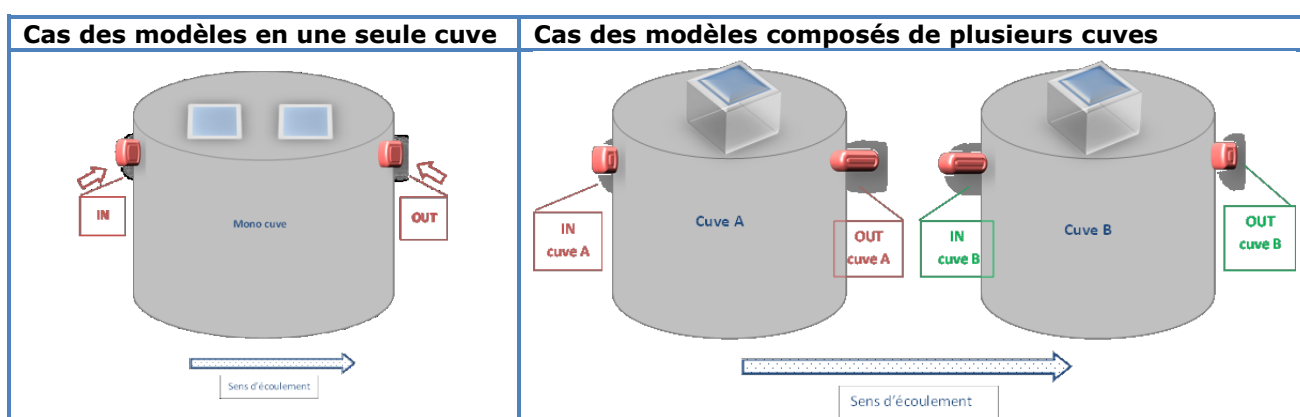 Cas des modèles en une seule cuve
Cas des modèles composés de plusieurs cuves
IN
Mono cuve
OUT
Sens d'écoulement
IN
cuve A
Cuve A
OUT
cuve A
IN
cuve B
Cuve B
OUT
cuve B
Sens d'écoulement